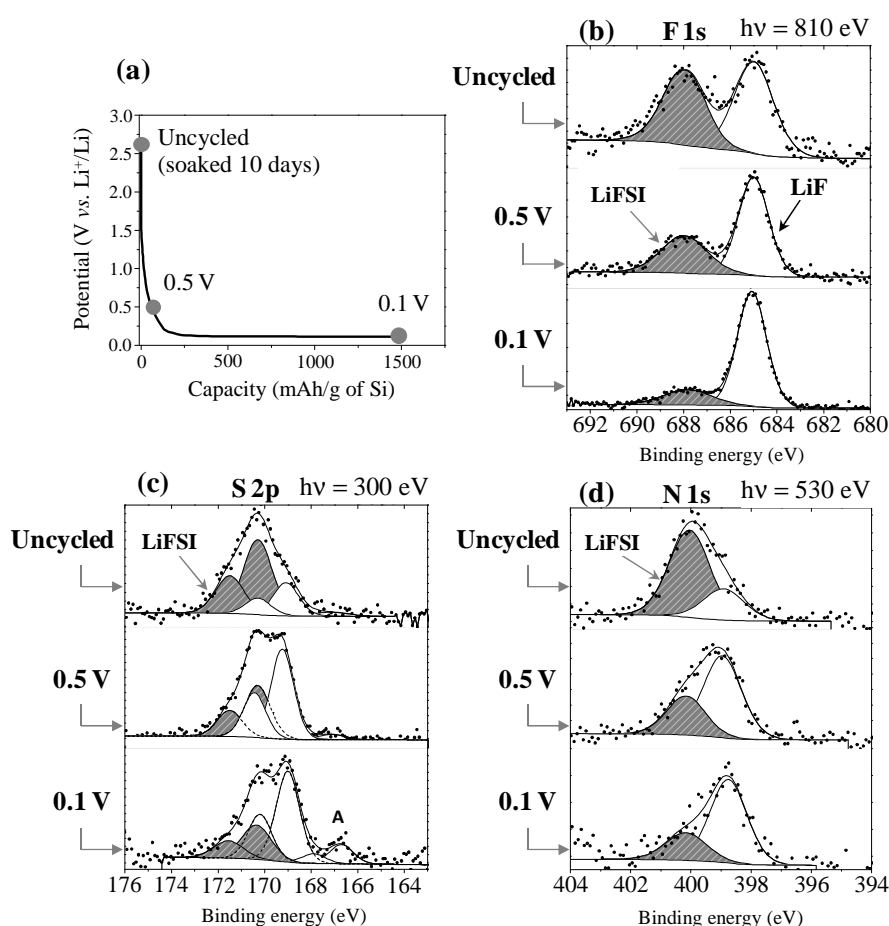 (a)
3.0
2.5
2.0
1.5
1.0
0.5
0.0
Potential (V vs. Li⁺/Li)
Uncycled
(soaked 10 days)
0.5 V
0.1 V
0 500 1000 1500
Capacity (mAh/g of Si)
(b) F 1s hν = 810 eV
Uncycled
0.5 V
LiFSI
LiF
0.1 V
692 690 688 686 684 682 680
Binding energy (eV)
(c) S 2p hν = 300 eV
Uncycled
LiFSI
0.5 V
0.1 V
A
176 174 172 170 168 166 164
Binding energy (eV)
(d) N 1s hν = 530 eV
Uncycled
LiFSI
0.5 V
0.1 V
404 402 400 398 396 394
Binding energy (eV)